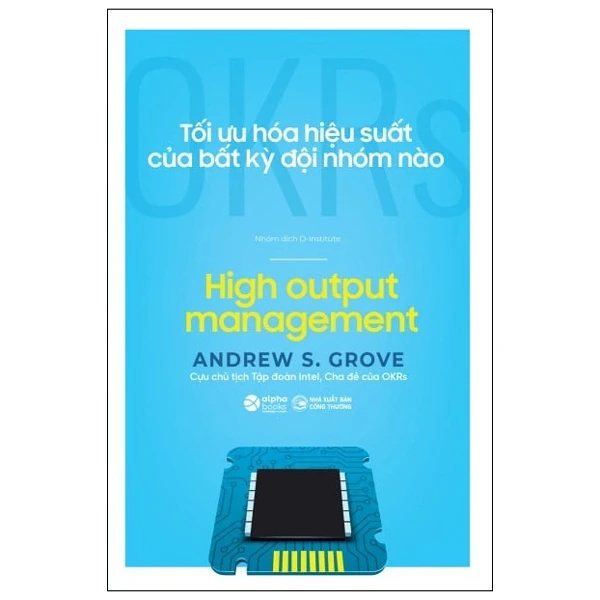 OKRs
Tối ưu hóa hiệu suất
của bất kỳ đội nhóm nào
Nhóm dịch D-Institute
High output
management
ANDREW S. GROVE
Cựu chủ tịch Tập đoàn Intel, Cha đẻ của OKRs
alpha
books
NHÀ XUẤT BẢN
CÔNG THƯƠNG